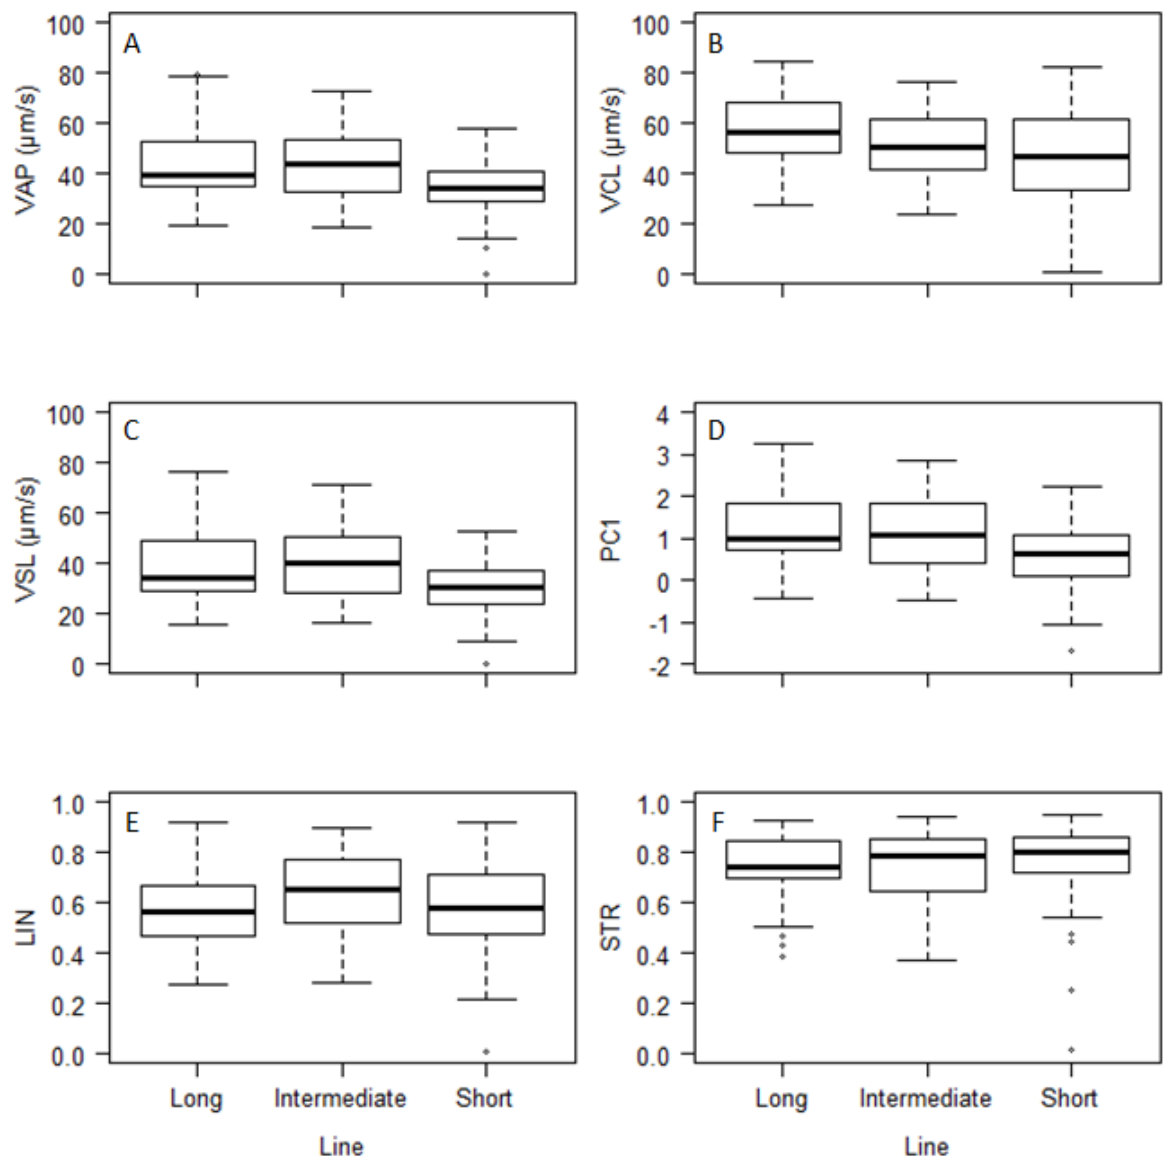 A
VAP (µm/s)
100
80
60
40
20
0
B
VCL (µm/s)
100
80
60
40
20
0
C
VSL (µm/s)
100
80
60
40
20
0
D
PC1
4
3
2
1
0
-1
-2
E
LIN
1.0
0.8
0.6
0.4
0.2
0.0
Long Intermediate Short
Line
F
STR
1.0
0.8
0.6
0.4
0.2
0.0
Long Intermediate Short
Line